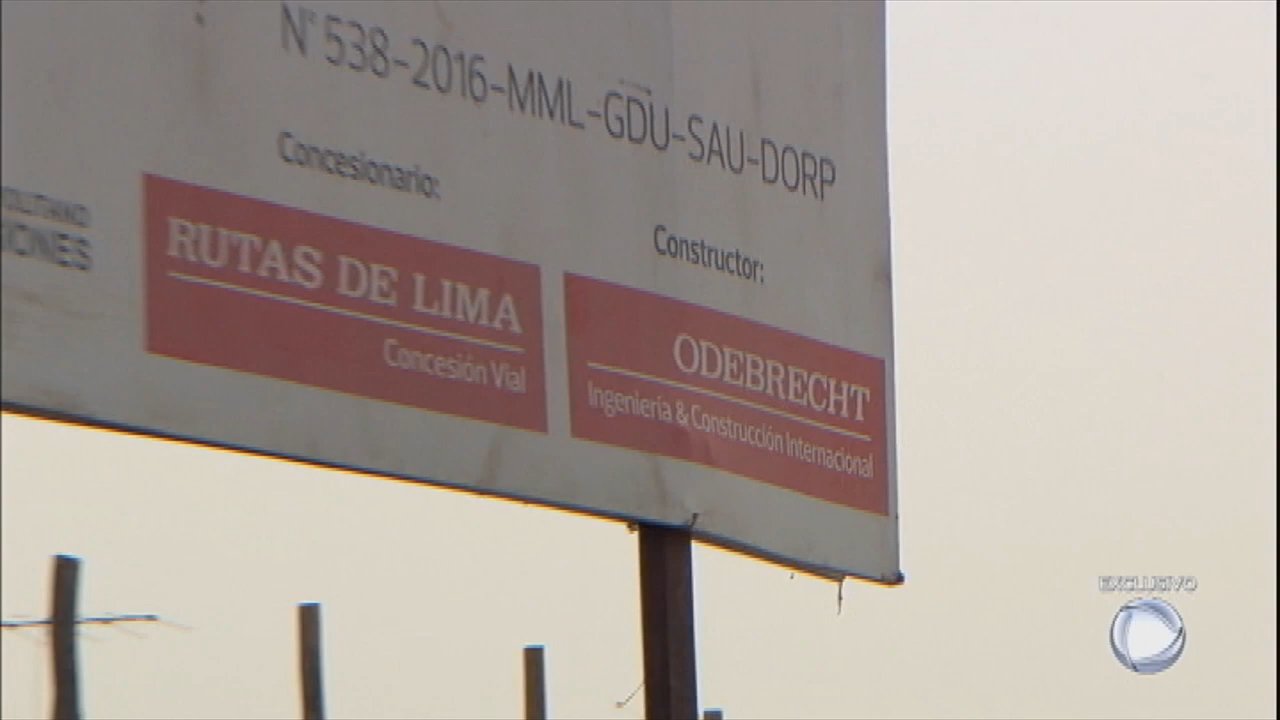 N° 538-2016-MML-GDU-SAU-DORP
Concesionario:
RUTAS DE LIMA
Concesión Vial
Constructor:
ODEBRECHT
Ingeniería & Construcción Internacional
EXCLUSIVO